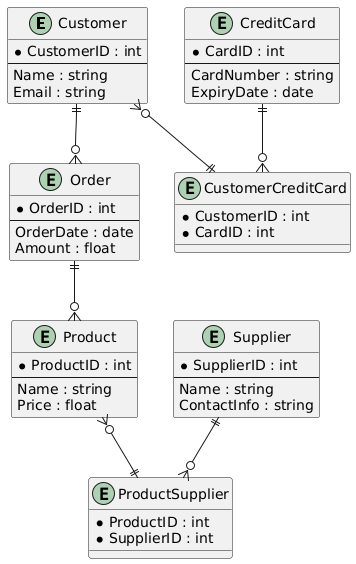 E Customer
* CustomerID : int
Name : string
Email : string
E CreditCard
* CardID : int
CardNumber : string
ExpiryDate : date
E Order
* OrderID : int
OrderDate : date
Amount : float
E CustomerCreditCard
* CustomerID : int
* CardID : int
E Product
* ProductID : int
Name : string
Price : float
E Supplier
* SupplierID : int
Name : string
ContactInfo : string
E ProductSupplier
* ProductID : int
* SupplierID : int